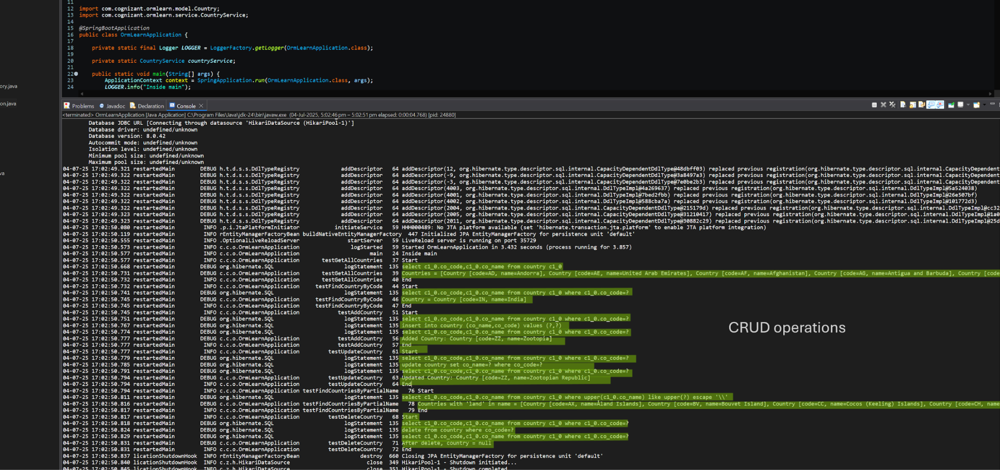 ory.java
on.java
va
11
12 import com.cognizant.ormlearn.model.Country;
13 import com.cognizant.ormlearn.service.CountryService;
14
15 @SpringBootApplication
16 public class OrmLearnApplication {
17
18 private static final Logger LOGGER = LoggerFactory.getLogger(OrmLearnApplication.class);
19
20 private static CountryService countryService;
21
22 public static void main(String[] args) {
23 ApplicationContext context = SpringApplication.run(OrmLearnApplication.class, args);
24 LOGGER.info("Inside main");
Problems Javadoc Declaration Console
<terminated> OrmLearnApplication [Java Application] C:\Program Files\Java\jdk-24\bin\javaw.exe (04-Jul-2025, 5:02:46 pm – 5:02:51 pm elapsed: 0:00:04.768) [pid: 24880]
Database JDBC URL [Connecting through datasource 'HikariDataSource (HikariPool-1)']
Database driver: undefined/unknown
Database version: 8.0.42
Autocommit mode: undefined/unknown
Isolation level: undefined/unknown
Minimum pool size: undefined/unknown
Maximum pool size: undefined/unknown
04-07-25 17:02:49.321 restartedMain DEBUG h.t.d.s.s.DdlTypeRegistry addDescriptor 64 addDescriptor(12, org.hibernate.type.descriptor.sql.internal.CapacityDependentDdlType@48dbff03) replaced previous registration(org.hibernate.type.descriptor.sql.internal.CapacityDependent
04-07-25 17:02:49.322 restartedMain DEBUG h.t.d.s.s.DdlTypeRegistry addDescriptor 64 addDescriptor(-9, org.hibernate.type.descriptor.sql.internal.CapacityDependentDdlType@3a8497a3) replaced previous registration(org.hibernate.type.descriptor.sql.internal.CapacityDependent
04-07-25 17:02:49.322 restartedMain DEBUG h.t.d.s.s.DdlTypeRegistry addDescriptor 64 addDescriptor(-3, org.hibernate.type.descriptor.sql.internal.CapacityDependentDdlType@7e0be2b3) replaced previous registration(org.hibernate.type.descriptor.sql.internal.CapacityDependent
04-07-25 17:02:49.322 restartedMain DEBUG h.t.d.s.s.DdlTypeRegistry addDescriptor 64 addDescriptor(4003, org.hibernate.type.descriptor.sql.internal.DdlTypeImpl@4a269637) replaced previous registration(org.hibernate.type.descriptor.sql.internal.DdlTypeImpl@5a524038)
04-07-25 17:02:49.322 restartedMain DEBUG h.t.d.s.s.DdlTypeRegistry addDescriptor 64 addDescriptor(4001, org.hibernate.type.descriptor.sql.internal.DdlTypeImpl@7bed2fbb) replaced previous registration(org.hibernate.type.descriptor.sql.internal.DdlTypeImpl@26e507bf)
04-07-25 17:02:49.322 restartedMain DEBUG h.t.d.s.s.DdlTypeRegistry addDescriptor 64 addDescriptor(4002, org.hibernate.type.descriptor.sql.internal.DdlTypeImpl@588cba7a) replaced previous registration(org.hibernate.type.descriptor.sql.internal.DdlTypeImpl@101772d3)
04-07-25 17:02:49.322 restartedMain DEBUG h.t.d.s.s.DdlTypeRegistry addDescriptor 64 addDescriptor(2004, org.hibernate.type.descriptor.sql.internal.CapacityDependentDdlType@215179d) replaced previous registration(org.hibernate.type.descriptor.sql.internal.DdlTypeImpl@cc32
04-07-25 17:02:49.323 restartedMain DEBUG h.t.d.s.s.DdlTypeRegistry addDescriptor 64 addDescriptor(2005, org.hibernate.type.descriptor.sql.internal.CapacityDependentDdlType@31210417) replaced previous registration(org.hibernate.type.descriptor.sql.internal.DdlTypeImpl@1a0
04-07-25 17:02:49.323 restartedMain DEBUG h.t.d.s.s.DdlTypeRegistry addDescriptor 64 addDescriptor(2011, org.hibernate.type.descriptor.sql.internal.CapacityDependentDdlType@30882c29) replaced previous registration(org.hibernate.type.descriptor.sql.internal.DdlTypeImpl@25d
04-07-25 17:02:50.080 restartedMain INFO .p.i.JtaPlatformInitiator initiateService 59 HHH000489: No JTA platform available (set 'hibernate.transaction.jta.platform' to enable JTA platform integration)
04-07-25 17:02:50.119 restartedMain INFO rEntityManagerFactoryBean buildNativeEntityManagerFactory 447 Initialized JPA EntityManagerFactory for persistence unit 'default'
04-07-25 17:02:50.555 restartedMain INFO .OptionalLiveReloadServer startServer 59 LiveReload server is running on port 35729
04-07-25 17:02:50.573 restartedMain INFO c.c.o.OrmLearnApplication logStarted 59 Started OrmLearnApplication in 3.432 seconds (process running for 3.857)
04-07-25 17:02:50.577 restartedMain INFO c.c.o.OrmLearnApplication main 24 Inside main
04-07-25 17:02:50.577 restartedMain INFO c.c.o.OrmLearnApplication testGetAllCountries 37 Start
04-07-25 17:02:50.668 restartedMain DEBUG org.hibernate.SQL logStatement 135 select c1_0.co_code,c1_0.co_name from country c1_0
04-07-25 17:02:50.731 restartedMain DEBUG c.c.o.OrmLearnApplication testGetAllCountries 39 Countries = [Country [code=AD, name=Andorra], Country [code=AE, name=United Arab Emirates], Country [code=AF, name=Afghanistan], Country [code=AG, name=Antigua and Barbuda], Country [code
04-07-25 17:02:50.732 restartedMain INFO c.c.o.OrmLearnApplication testGetAllCountries 40 End
04-07-25 17:02:50.732 restartedMain INFO c.c.o.OrmLearnApplication testFindCountryByCode 44 Start
04-07-25 17:02:50.741 restartedMain DEBUG org.hibernate.SQL logStatement 135 select c1_0.co_code,c1_0.co_name from country c1_0 where c1_0.co_code=?
04-07-25 17:02:50.745 restartedMain DEBUG c.c.o.OrmLearnApplication testFindCountryByCode 46 Country = Country [code=IN, name=India]
04-07-25 17:02:50.745 restartedMain INFO c.c.o.OrmLearnApplication testFindCountryByCode 47 End
04-07-25 17:02:50.745 restartedMain INFO c.c.o.OrmLearnApplication testAddCountry 51 Start
04-07-25 17:02:50.751 restartedMain DEBUG org.hibernate.SQL logStatement 135 select c1_0.co_code,c1_0.co_name from country c1_0 where c1_0.co_code=?
04-07-25 17:02:50.767 restartedMain DEBUG org.hibernate.SQL logStatement 135 insert into country (co_name,co_code) values (?,?)
04-07-25 17:02:50.774 restartedMain DEBUG org.hibernate.SQL logStatement 135 select c1_0.co_code,c1_0.co_name from country c1_0 where c1_0.co_code=?
04-07-25 17:02:50.777 restartedMain DEBUG c.c.o.OrmLearnApplication testAddCountry 56 Added Country: Country [code=ZZ, name=Zootopia]
04-07-25 17:02:50.777 restartedMain INFO c.c.o.OrmLearnApplication testAddCountry 57 End
04-07-25 17:02:50.777 restartedMain INFO c.c.o.OrmLearnApplication testUpdateCountry 61 Start
04-07-25 17:02:50.779 restartedMain DEBUG org.hibernate.SQL logStatement 135 select c1_0.co_code,c1_0.co_name from country c1_0 where c1_0.co_code=?
04-07-25 17:02:50.785 restartedMain DEBUG org.hibernate.SQL logStatement 135 update country set co_name=? where co_code=?
04-07-25 17:02:50.791 restartedMain DEBUG org.hibernate.SQL logStatement 135 select c1_0.co_code,c1_0.co_name from country c1_0 where c1_0.co_code=?
04-07-25 17:02:50.794 restartedMain DEBUG c.c.o.OrmLearnApplication testUpdateCountry 63 Updated Country: Country [code=ZZ, name=Zootopian Republic]
04-07-25 17:02:50.794 restartedMain INFO c.c.o.OrmLearnApplication testUpdateCountry 64 End
04-07-25 17:02:50.794 restartedMain INFO c.c.o.OrmLearnApplication testFindCountriesByPartialName 76 Start
04-07-25 17:02:50.811 restartedMain DEBUG org.hibernate.SQL logStatement 135 select c1_0.co_code,c1_0.co_name from country c1_0 where upper(c1_0.co_name) like upper(?) escape '\\'
04-07-25 17:02:50.816 restartedMain DEBUG c.c.o.OrmLearnApplication testFindCountriesByPartialName 78 Countries with 'land' in name = [Country [code=AX, name=Åland Islands], Country [code=BV, name=Bouvet Island], Country [code=CC, name=Cocos (Keeling) Islands], Country [code=CH, name
04-07-25 17:02:50.817 restartedMain INFO c.c.o.OrmLearnApplication testFindCountriesByPartialName 79 End
04-07-25 17:02:50.817 restartedMain INFO c.c.o.OrmLearnApplication testDeleteCountry 68 Start
04-07-25 17:02:50.818 restartedMain DEBUG org.hibernate.SQL logStatement 135 select c1_0.co_code,c1_0.co_name from country c1_0 where c1_0.co_code=?
04-07-25 17:02:50.824 restartedMain DEBUG org.hibernate.SQL logStatement 135 delete from country where co_code=?
04-07-25 17:02:50.829 restartedMain DEBUG org.hibernate.SQL logStatement 135 select c1_0.co_code,c1_0.co_name from country c1_0 where c1_0.co_code=?
04-07-25 17:02:50.831 restartedMain DEBUG c.c.o.OrmLearnApplication testDeleteCountry 71 After delete, country = null
04-07-25 17:02:50.831 restartedMain INFO c.c.o.OrmLearnApplication testDeleteCountry 72 End
04-07-25 17:02:50.837 licationShutdownHook INFO rEntityManagerFactoryBean destroy 660 Closing JPA EntityManagerFactory for persistence unit 'default'
04-07-25 17:02:50.840 licationShutdownHook INFO c.z.h.HikariDataSource close 349 HikariPool-1 - Shutdown initiated...
04-07-25 17:02:50.845 licationShutdownHook INFO c.z.h.HikariDataSource close 351 HikariPool-1 - Shutdown completed
CRUD operations